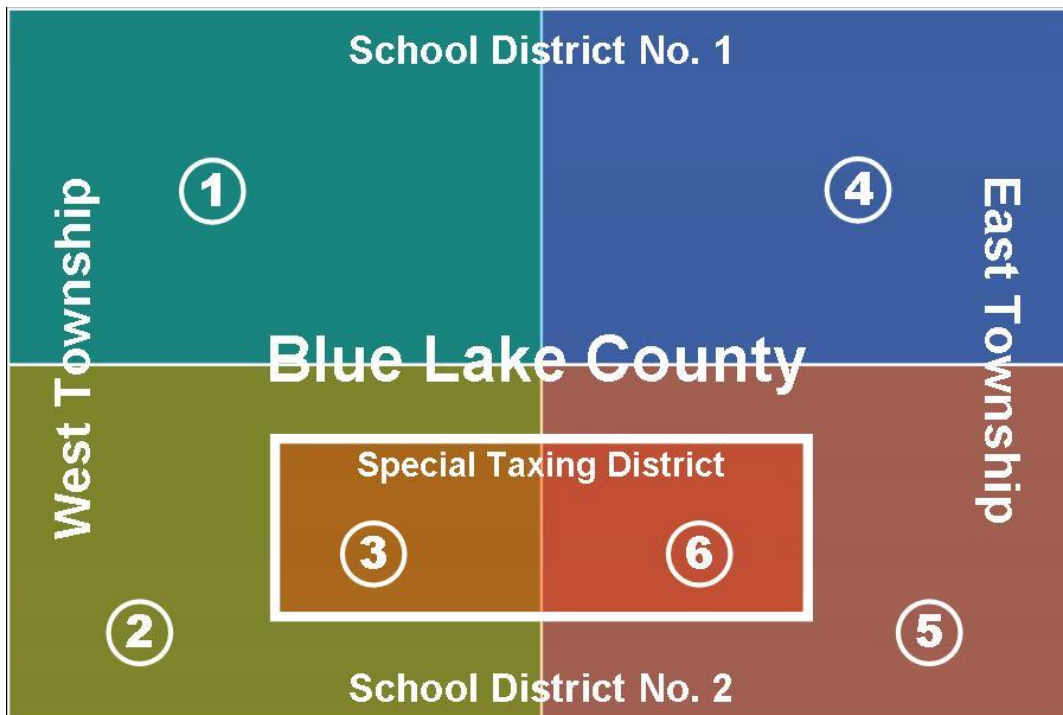 School District No. 1
1
4
West Township
East Township
Blue Lake County
Special Taxing District
3
6
2
5
School District No. 2